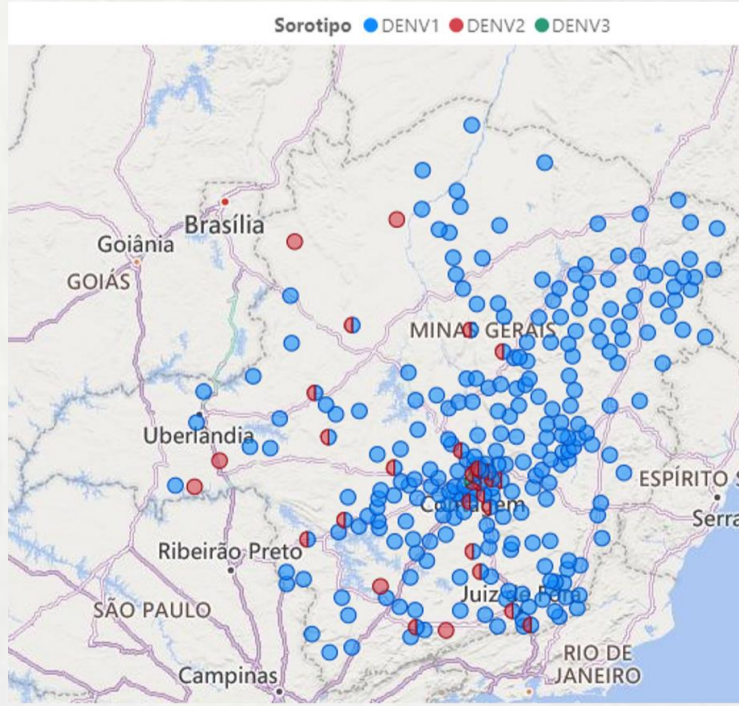 Sorotipo DENV1 DENV2 DENV3
Brasília
Goiânia
GOIÁS
MINAS GERAIS
Uberlândia
ESPÍRITO S
Contagem
Serra
Ribeirão Preto
Juiz de Fora
SÃO PAULO
RIO DE
JANEIRO
Campinas